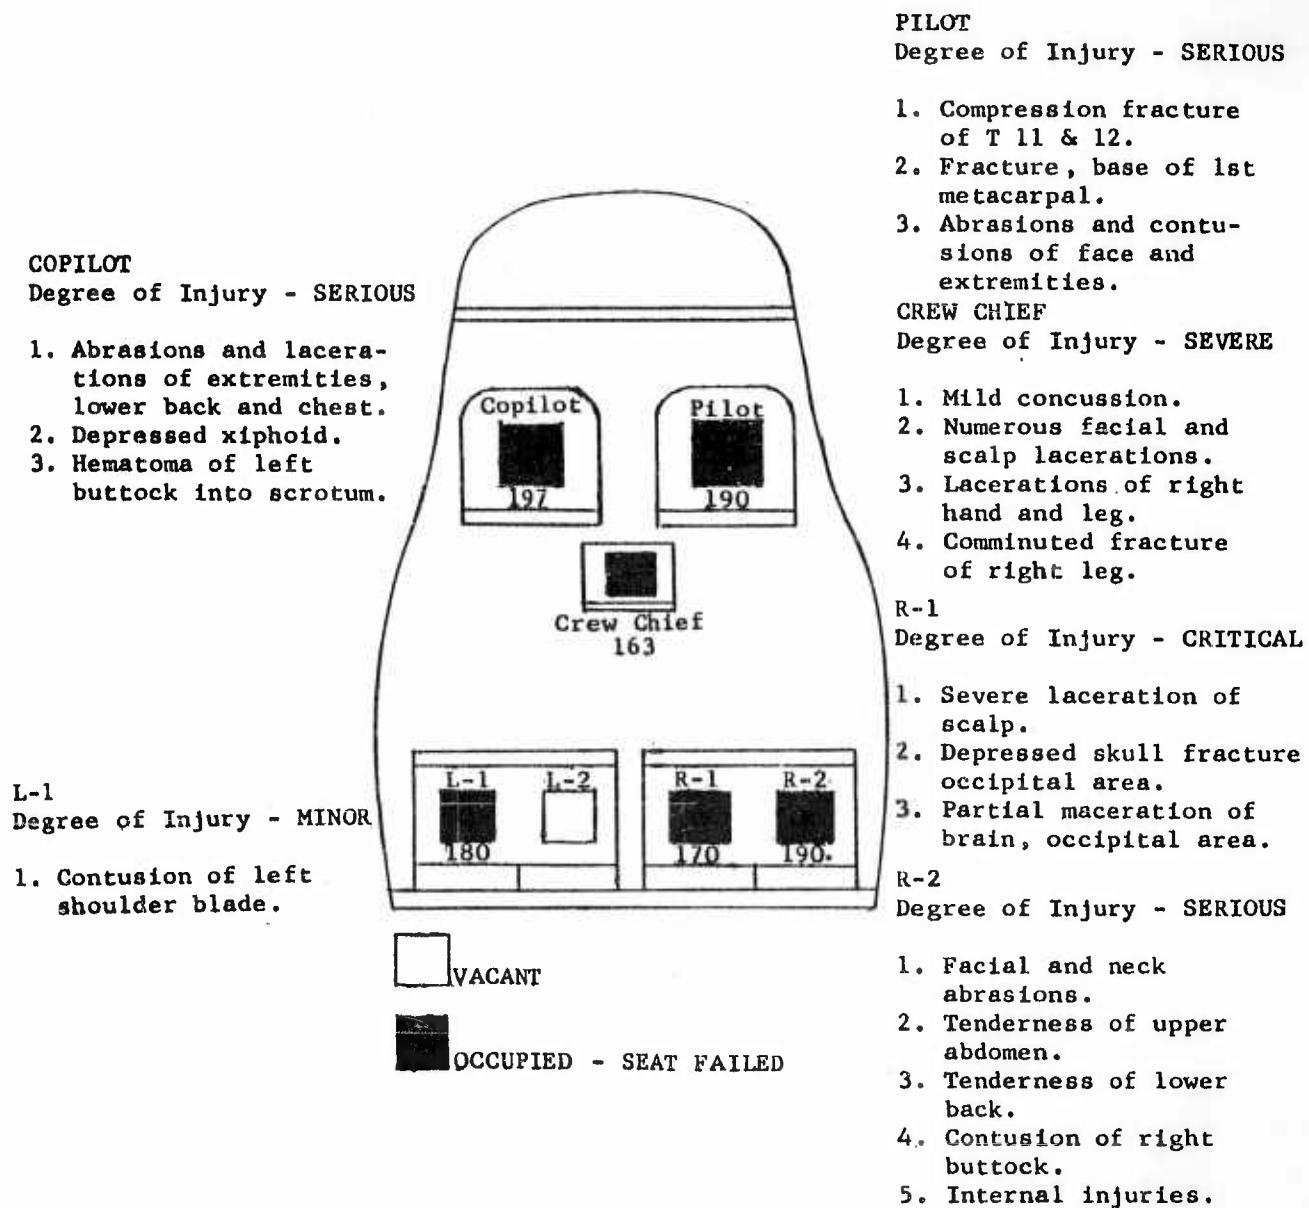 PILOT
Degree of Injury - SERIOUS
1. Compression fracture
of T 11 & 12.
2. Fracture, base of 1st
metacarpal.
3. Abrasions and contu-
sions of face and
extremities.
CREW CHIEF
Degree of Injury - SEVERE
1. Mild concussion.
2. Numerous facial and
scalp lacerations.
3. Lacerations of right
hand and leg.
4. Comminuted fracture
of right leg.
R-1
Degree of Injury - CRITICAL
1. Severe laceration of
scalp.
2. Depressed skull fracture
occipital area.
3. Partial maceration of
brain, occipital area.
R-2
Degree of Injury - SERIOUS
1. Facial and neck
abrasions.
2. Tenderness of upper
abdomen.
3. Tenderness of lower
back.
4. Contusion of right
buttock.
5. Internal injuries.
COPILOT
Degree of Injury - SERIOUS
1. Abrasions and lacera-
tions of extremities,
lower back and chest.
2. Depressed xiphoid.
3. Hematoma of left
buttock into scrotum.
L-1
Degree of Injury - MINOR
1. Contusion of left
shoulder blade.
Copilot
197
Pilot
190
Crew Chief
163
L-1
180
L-2
R-1
170
R-2
190
VACANT
OCCUPIED - SEAT FAILED